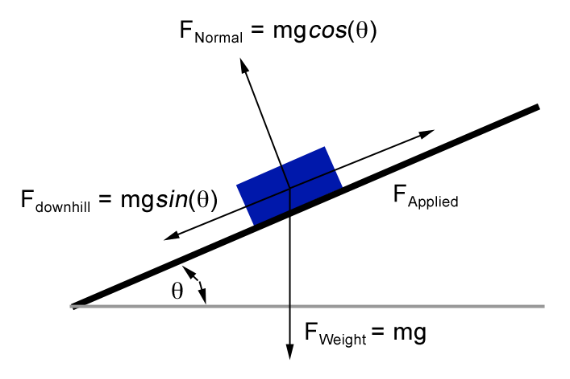 FNormal = mgcos(θ)
Fdownhill = mgsin(θ)
FApplied
θ
FWeight = mg